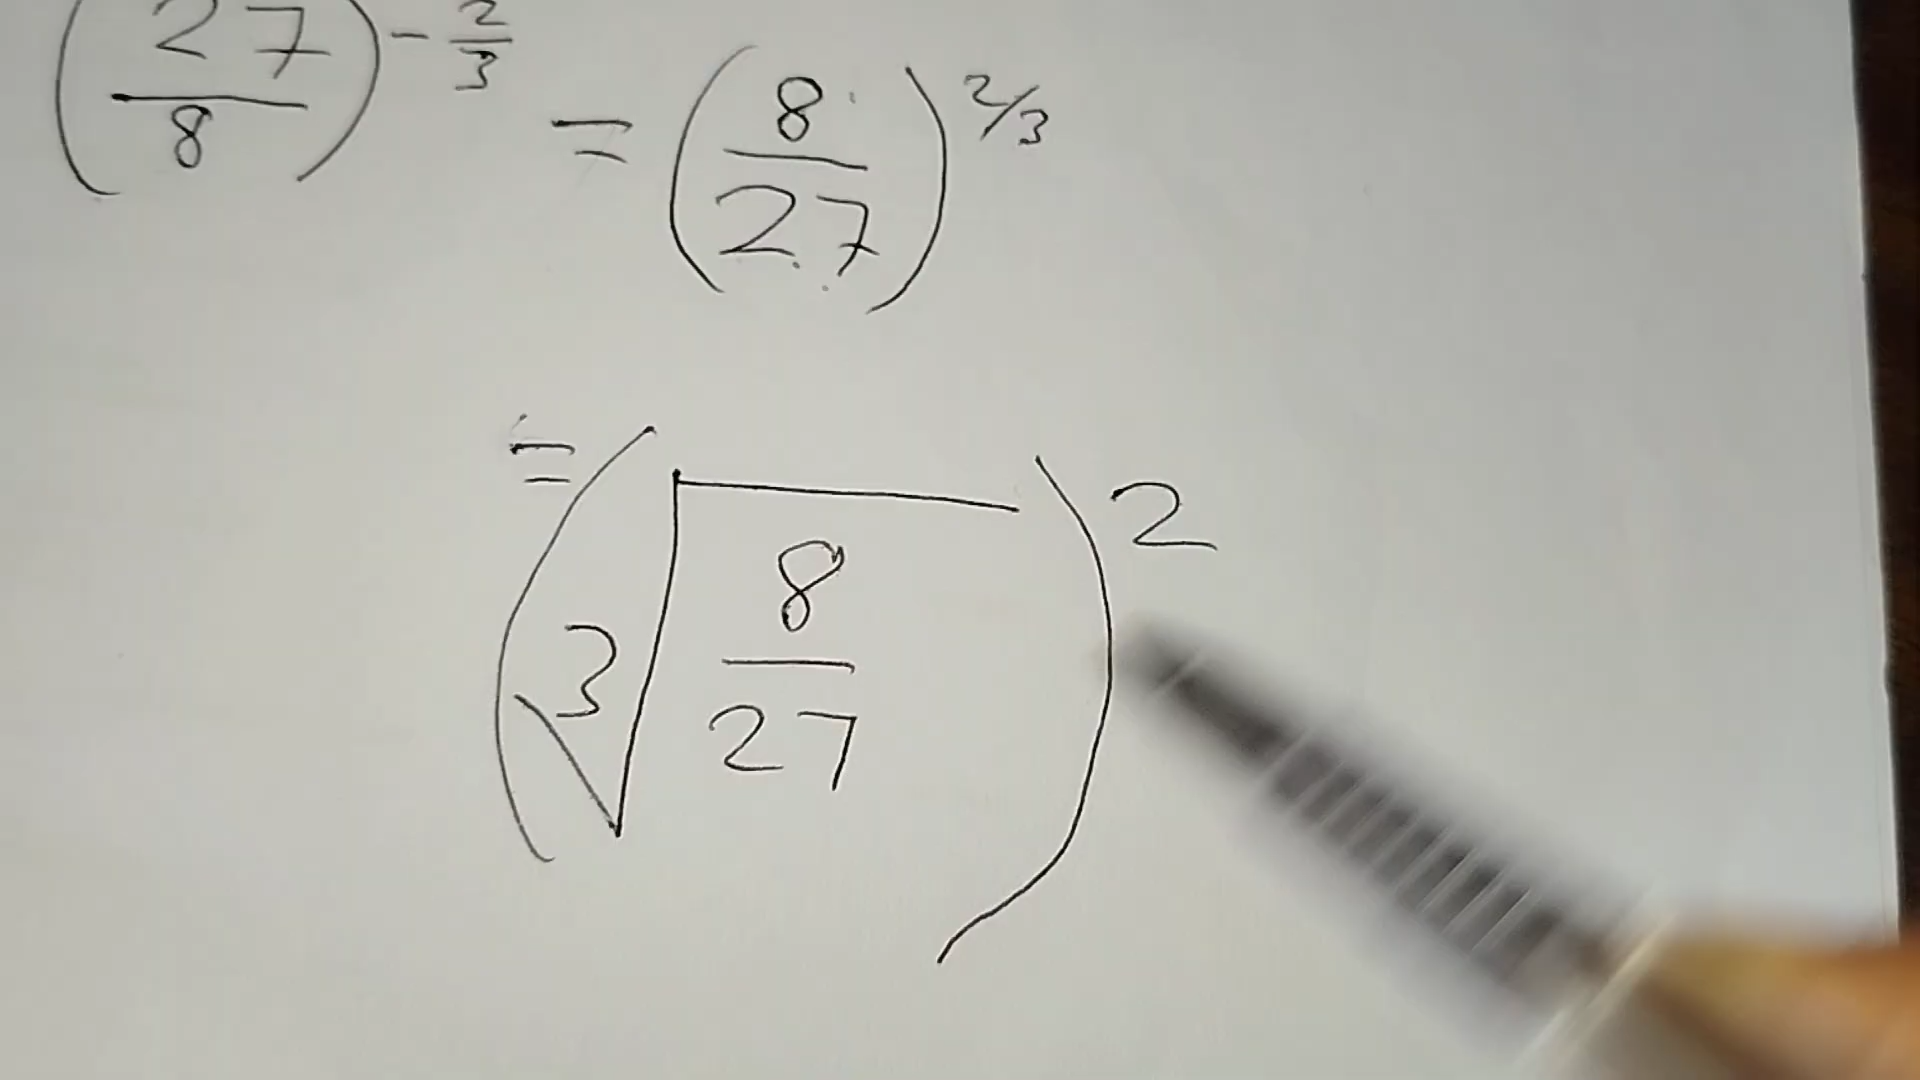 (27/8)^-2/3 = (8/27)^2/3
= (∛(8/27))^2